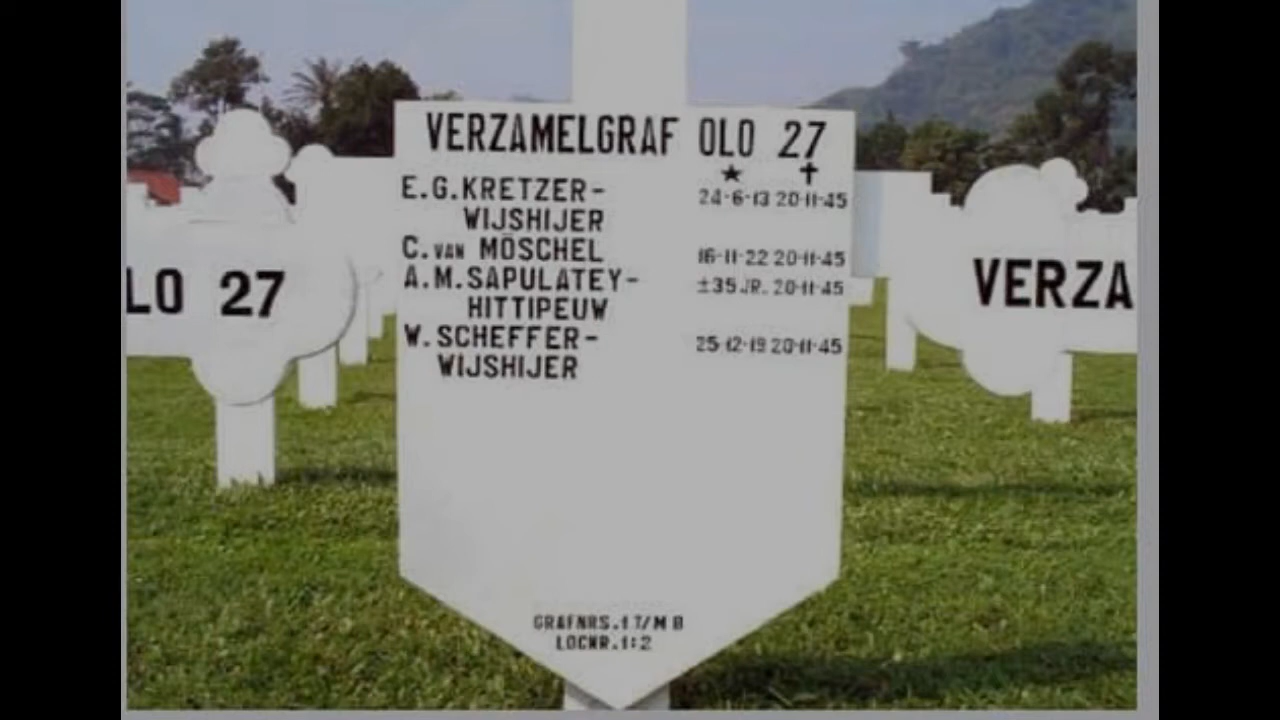 VERZAMELGRAF OLO 27
★ ✝
E.G. KRETZER- 24-6-13 20-11-45
WIJSHIJER
C. VAN MÖSCHEL 16-11-22 20-11-45
A.M. SAPULATEY- ±35 JR. 20-11-45
HITTIPEUW
W. SCHEFFER- 25-12-19 20-11-45
WIJSHIJER
GRAFNRS. 1 T/M 8
LOCNR. 1:2
LO 27
VERZA